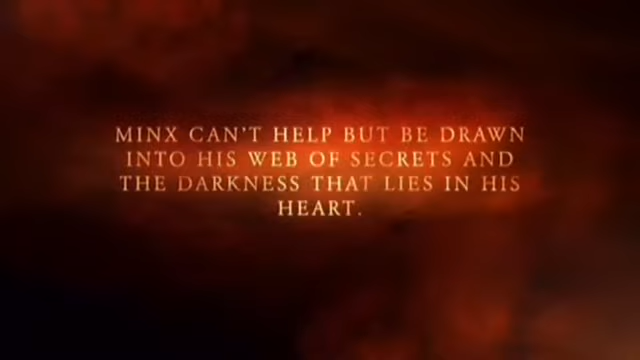 MINX CAN'T HELP BUT BE DRAWN
INTO HIS WEB OF SECRETS AND
THE DARKNESS THAT LIES IN HIS
HEART.